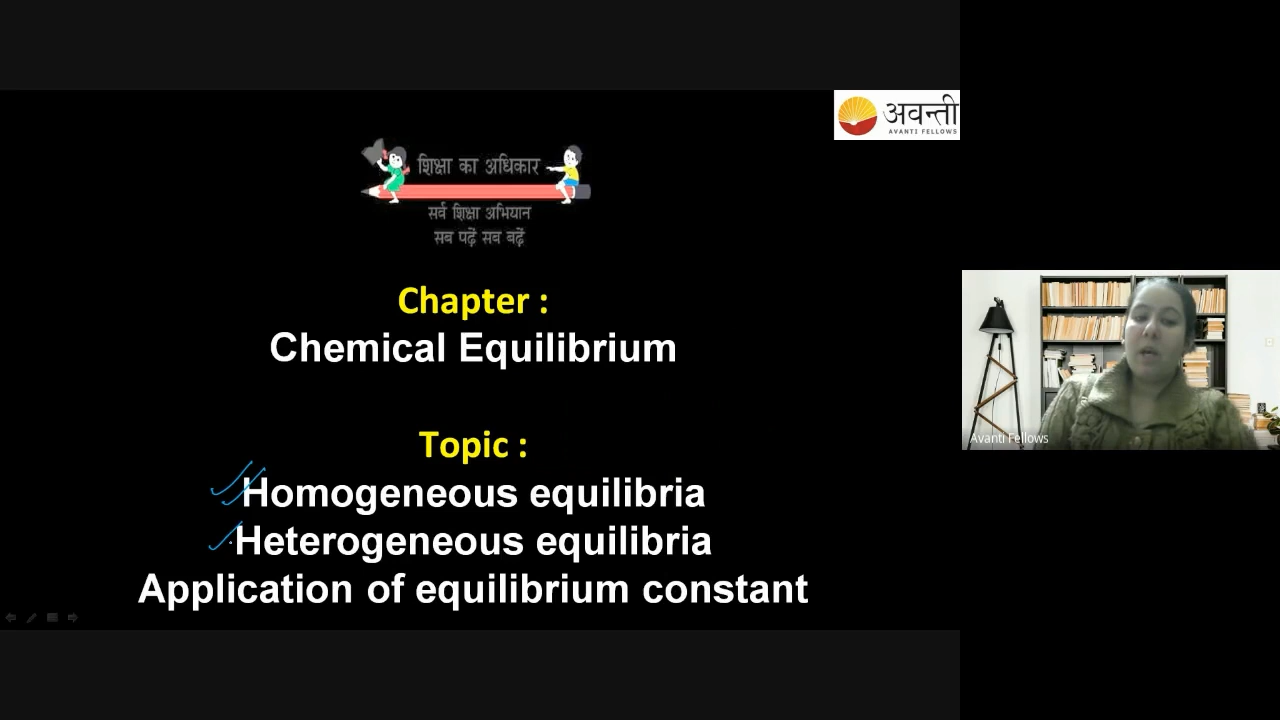 अवन्ती
AVANTI FELLOWS
शिक्षा का अधिकार
सर्व शिक्षा अभियान
सब पढ़ें सब बढ़ें
Chapter :
Chemical Equilibrium
Topic :
Homogeneous equilibria
Heterogeneous equilibria
Application of equilibrium constant
Avanti Fellows